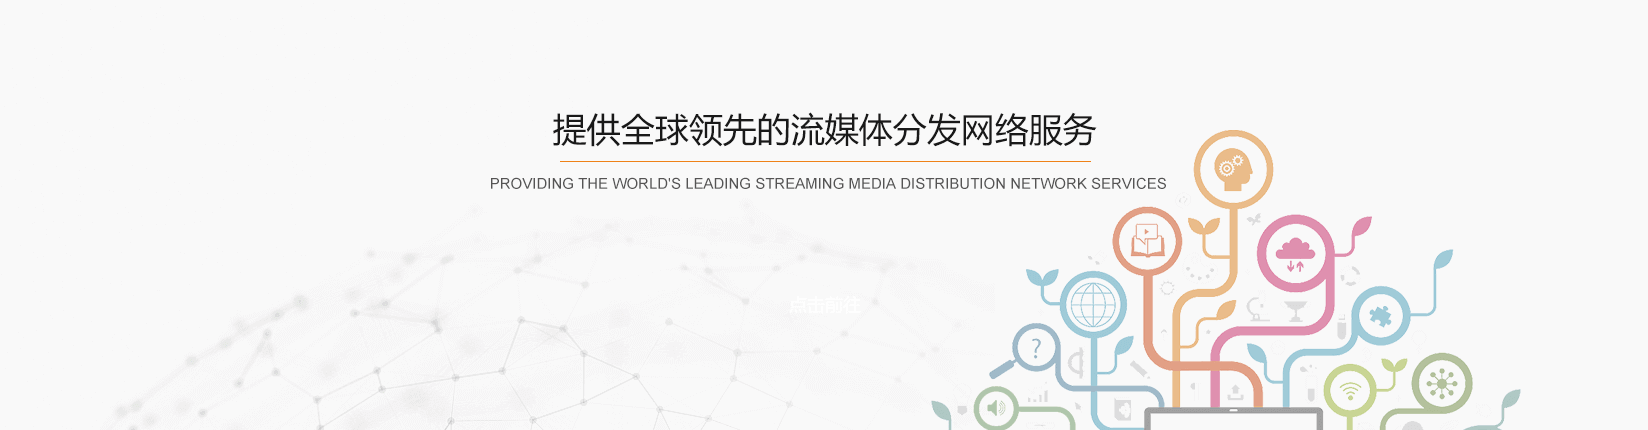 提供全球领先的流媒体分发网络服务
PROVIDING THE WORLD'S LEADING STREAMING MEDIA DISTRIBUTION NETWORK SERVICES
点击前往
?